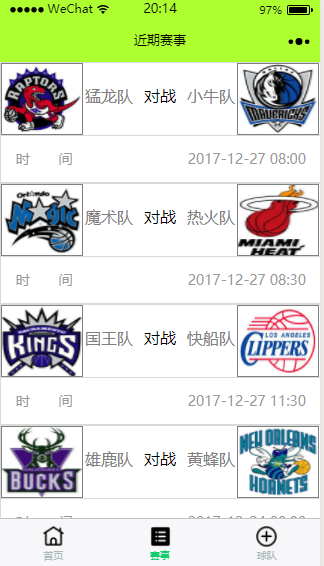 WeChat 20:14 97%
近期赛事
RAPTORS 猛龙队 对战 小牛队 MAVERICKS
时 间 2017-12-27 08:00
Orlando Magic 魔术队 对战 热火队 MIAMI HEAT
时 间 2017-12-27 08:30
SACRAMENTO KINGS 国王队 对战 快船队 LOS ANGELES CLIPPERS
时 间 2017-12-27 11:30
BUCKS 雄鹿队 对战 黄蜂队 NEW ORLEANS HORNETS
时 间
首页 赛事 球队